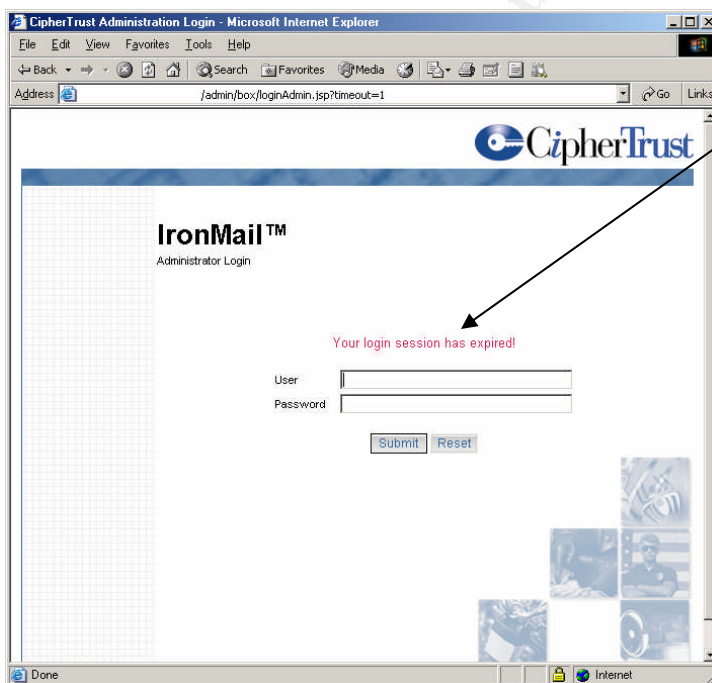 CipherTrust Administration Login - Microsoft Internet Explorer
File Edit View Favorites Tools Help
Back Search Favorites Media
Address /admin/box/loginAdmin.jsp?timeout=1 Go Links
CipherTrust
IronMail™
Administrator Login
Your login session has expired!
User
Password
Submit Reset
Done Internet